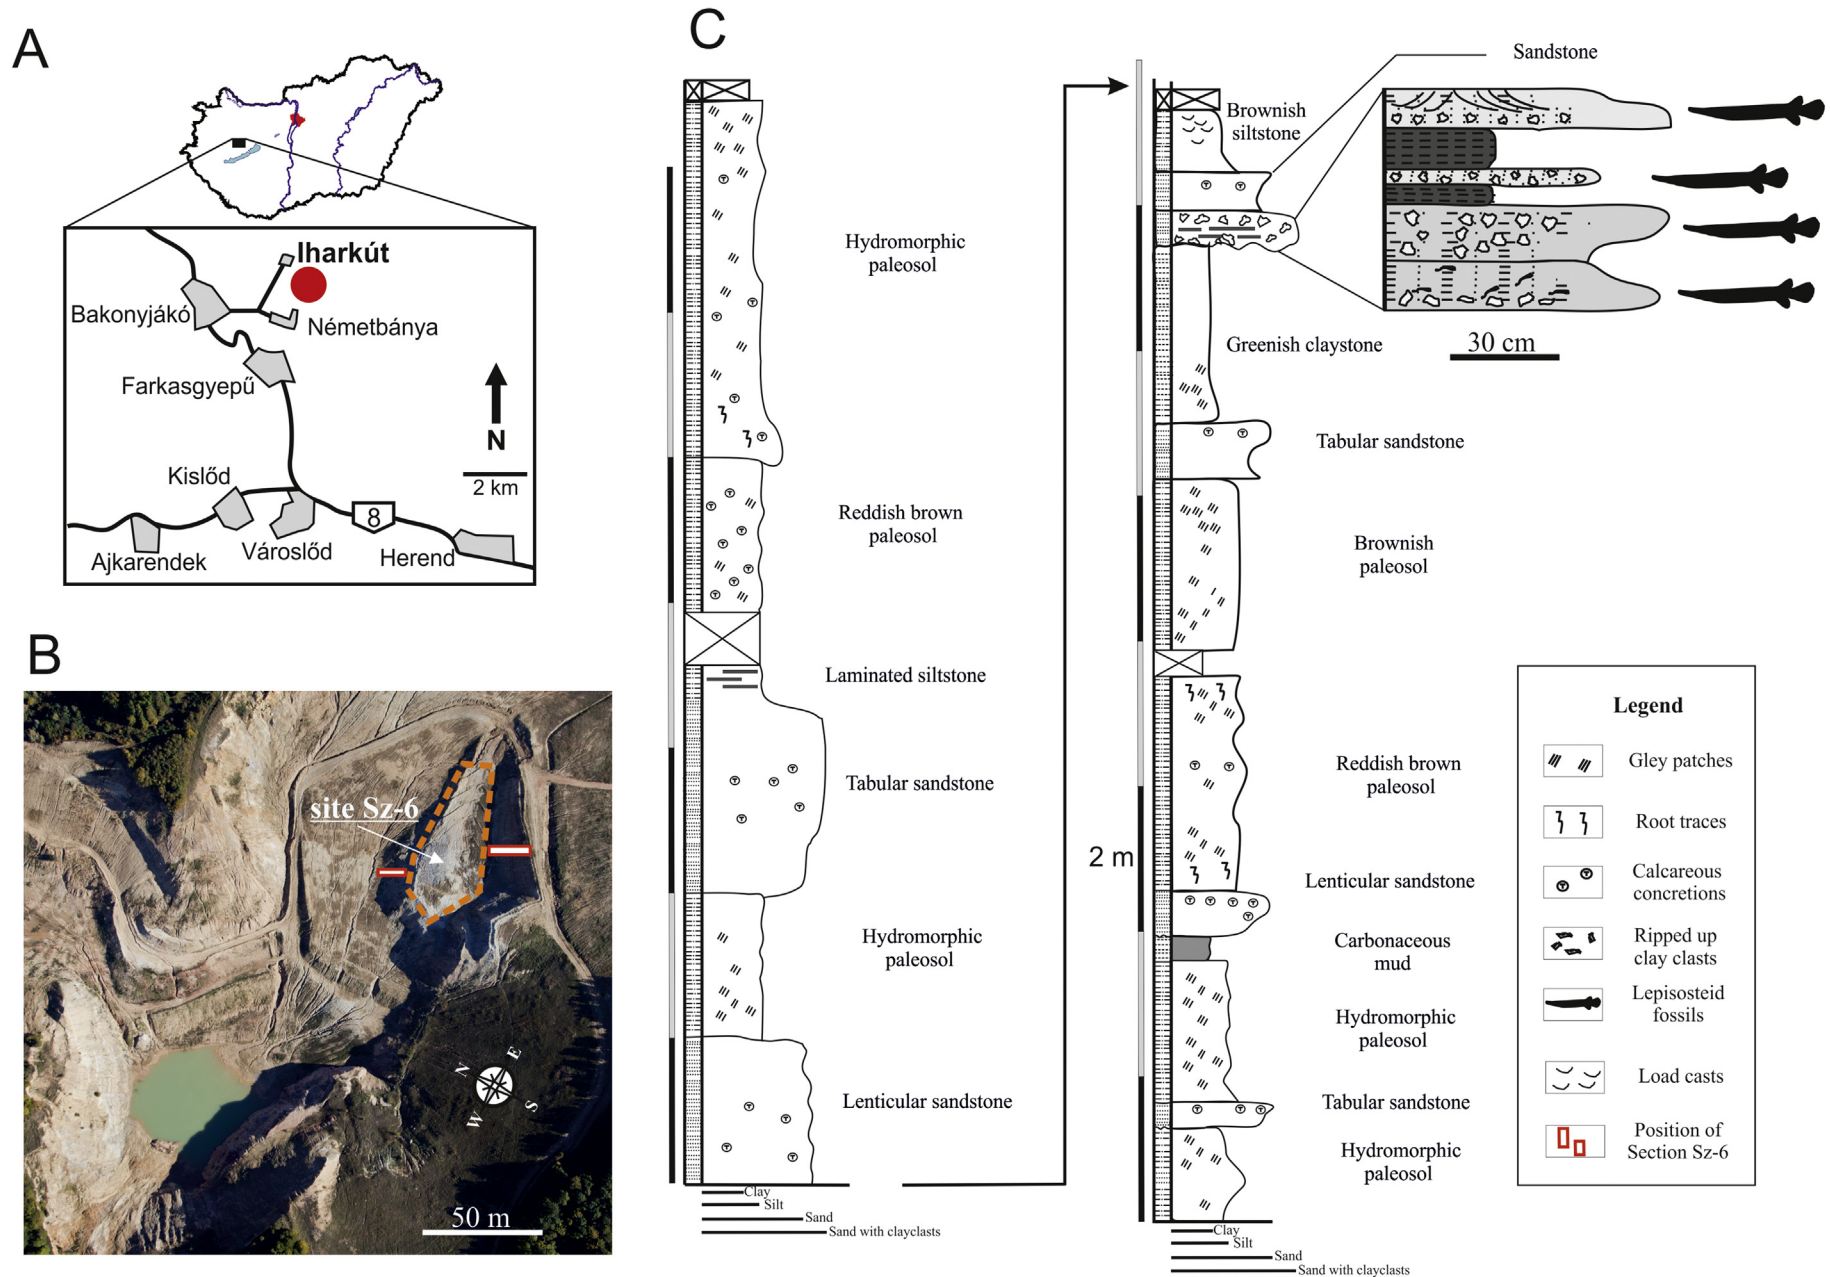 A
Iharkút
Bakonyjákó
Németbánya
Farkasgyepű
N
2 km
Kislőd
8
Ajkarendek
Városlőd
Herend
B
site Sz-6
N
E
W
S
50 m
C
Hydromorphic
paleosol
Reddish brown
paleosol
Laminated siltstone
Tabular sandstone
Hydromorphic
paleosol
Lenticular sandstone
Clay
Silt
Sand
Sand with clayclasts
Sandstone
Brownish
siltstone
30 cm
Greenish claystone
Tabular sandstone
Brownish
paleosol
Reddish brown
paleosol
2 m
Lenticular sandstone
Carbonaceous
mud
Hydromorphic
paleosol
Tabular sandstone
Hydromorphic
paleosol
Clay
Silt
Sand
Sand with clayclasts
Legend
Gley patches
Root traces
Calcareous
concretions
Ripped up
clay clasts
Lepisosteid
fossils
Load casts
Position of
Section Sz-6